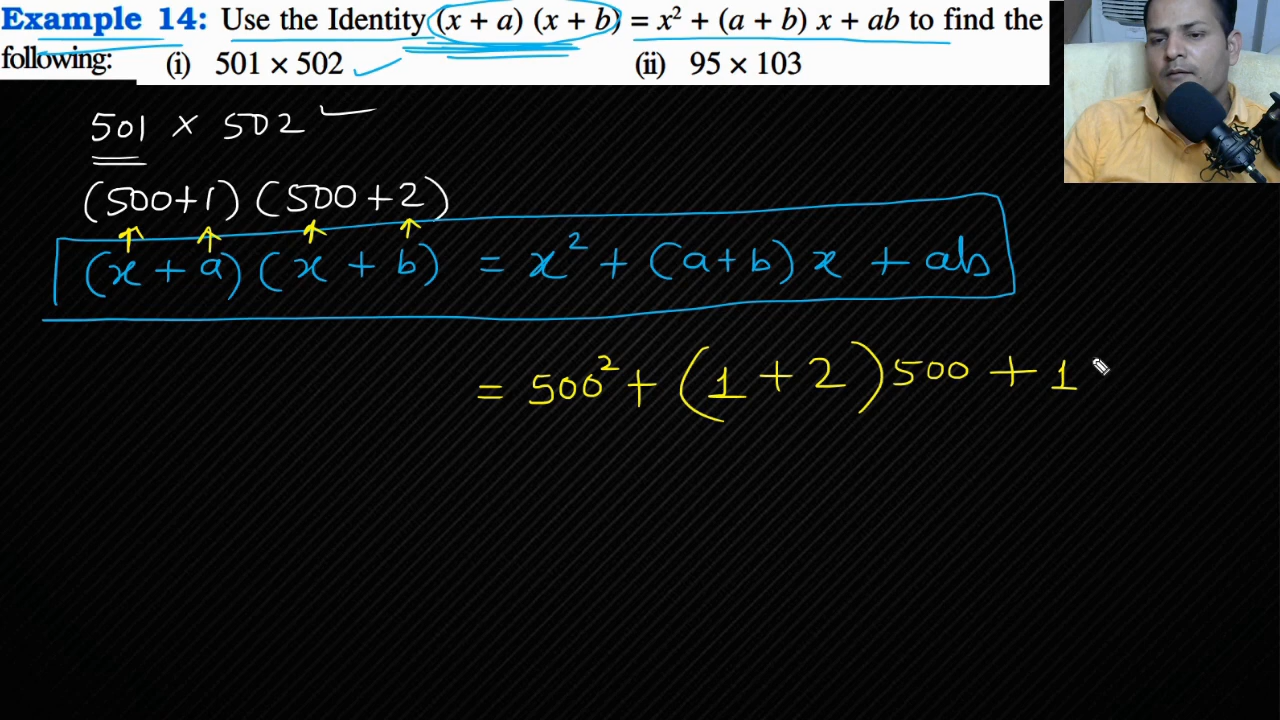 Example 14: Use the Identity (x + a) (x + b) = x² + (a + b) x + ab to find the
following: (i) 501 × 502 (ii) 95 × 103
501 × 502
(500+1) (500+2)
(x + a) (x + b) = x² + (a+b) x + ab
= 500² + (1 + 2) 500 + 1